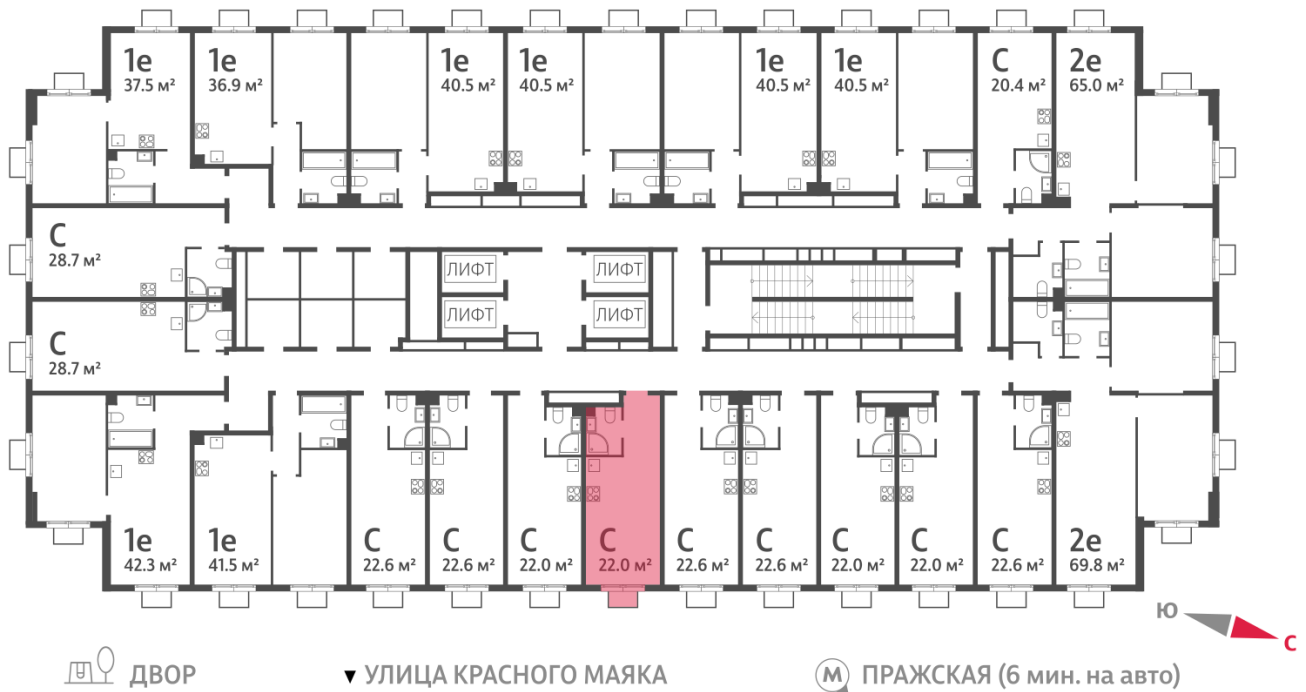 1е 1е 1е 1е 1е 1е С 2е
37.5 м² 36.9 м² 40.5 м² 40.5 м² 40.5 м² 40.5 м² 20.4 м² 65.0 м²
С
28.7 м²
ЛИФТ ЛИФТ
ЛИФТ ЛИФТ
С
28.7 м²
1е 1е С С С С С С С С С 2е
42.3 м² 41.5 м² 22.6 м² 22.6 м² 22.0 м² 22.0 м² 22.6 м² 22.6 м² 22.0 м² 22.0 м² 22.6 м² 69.8 м²
Ю
С
ДВОР ▼ УЛИЦА КРАСНОГО МАЯКА М ПРАЖСКАЯ (6 мин. на авто)